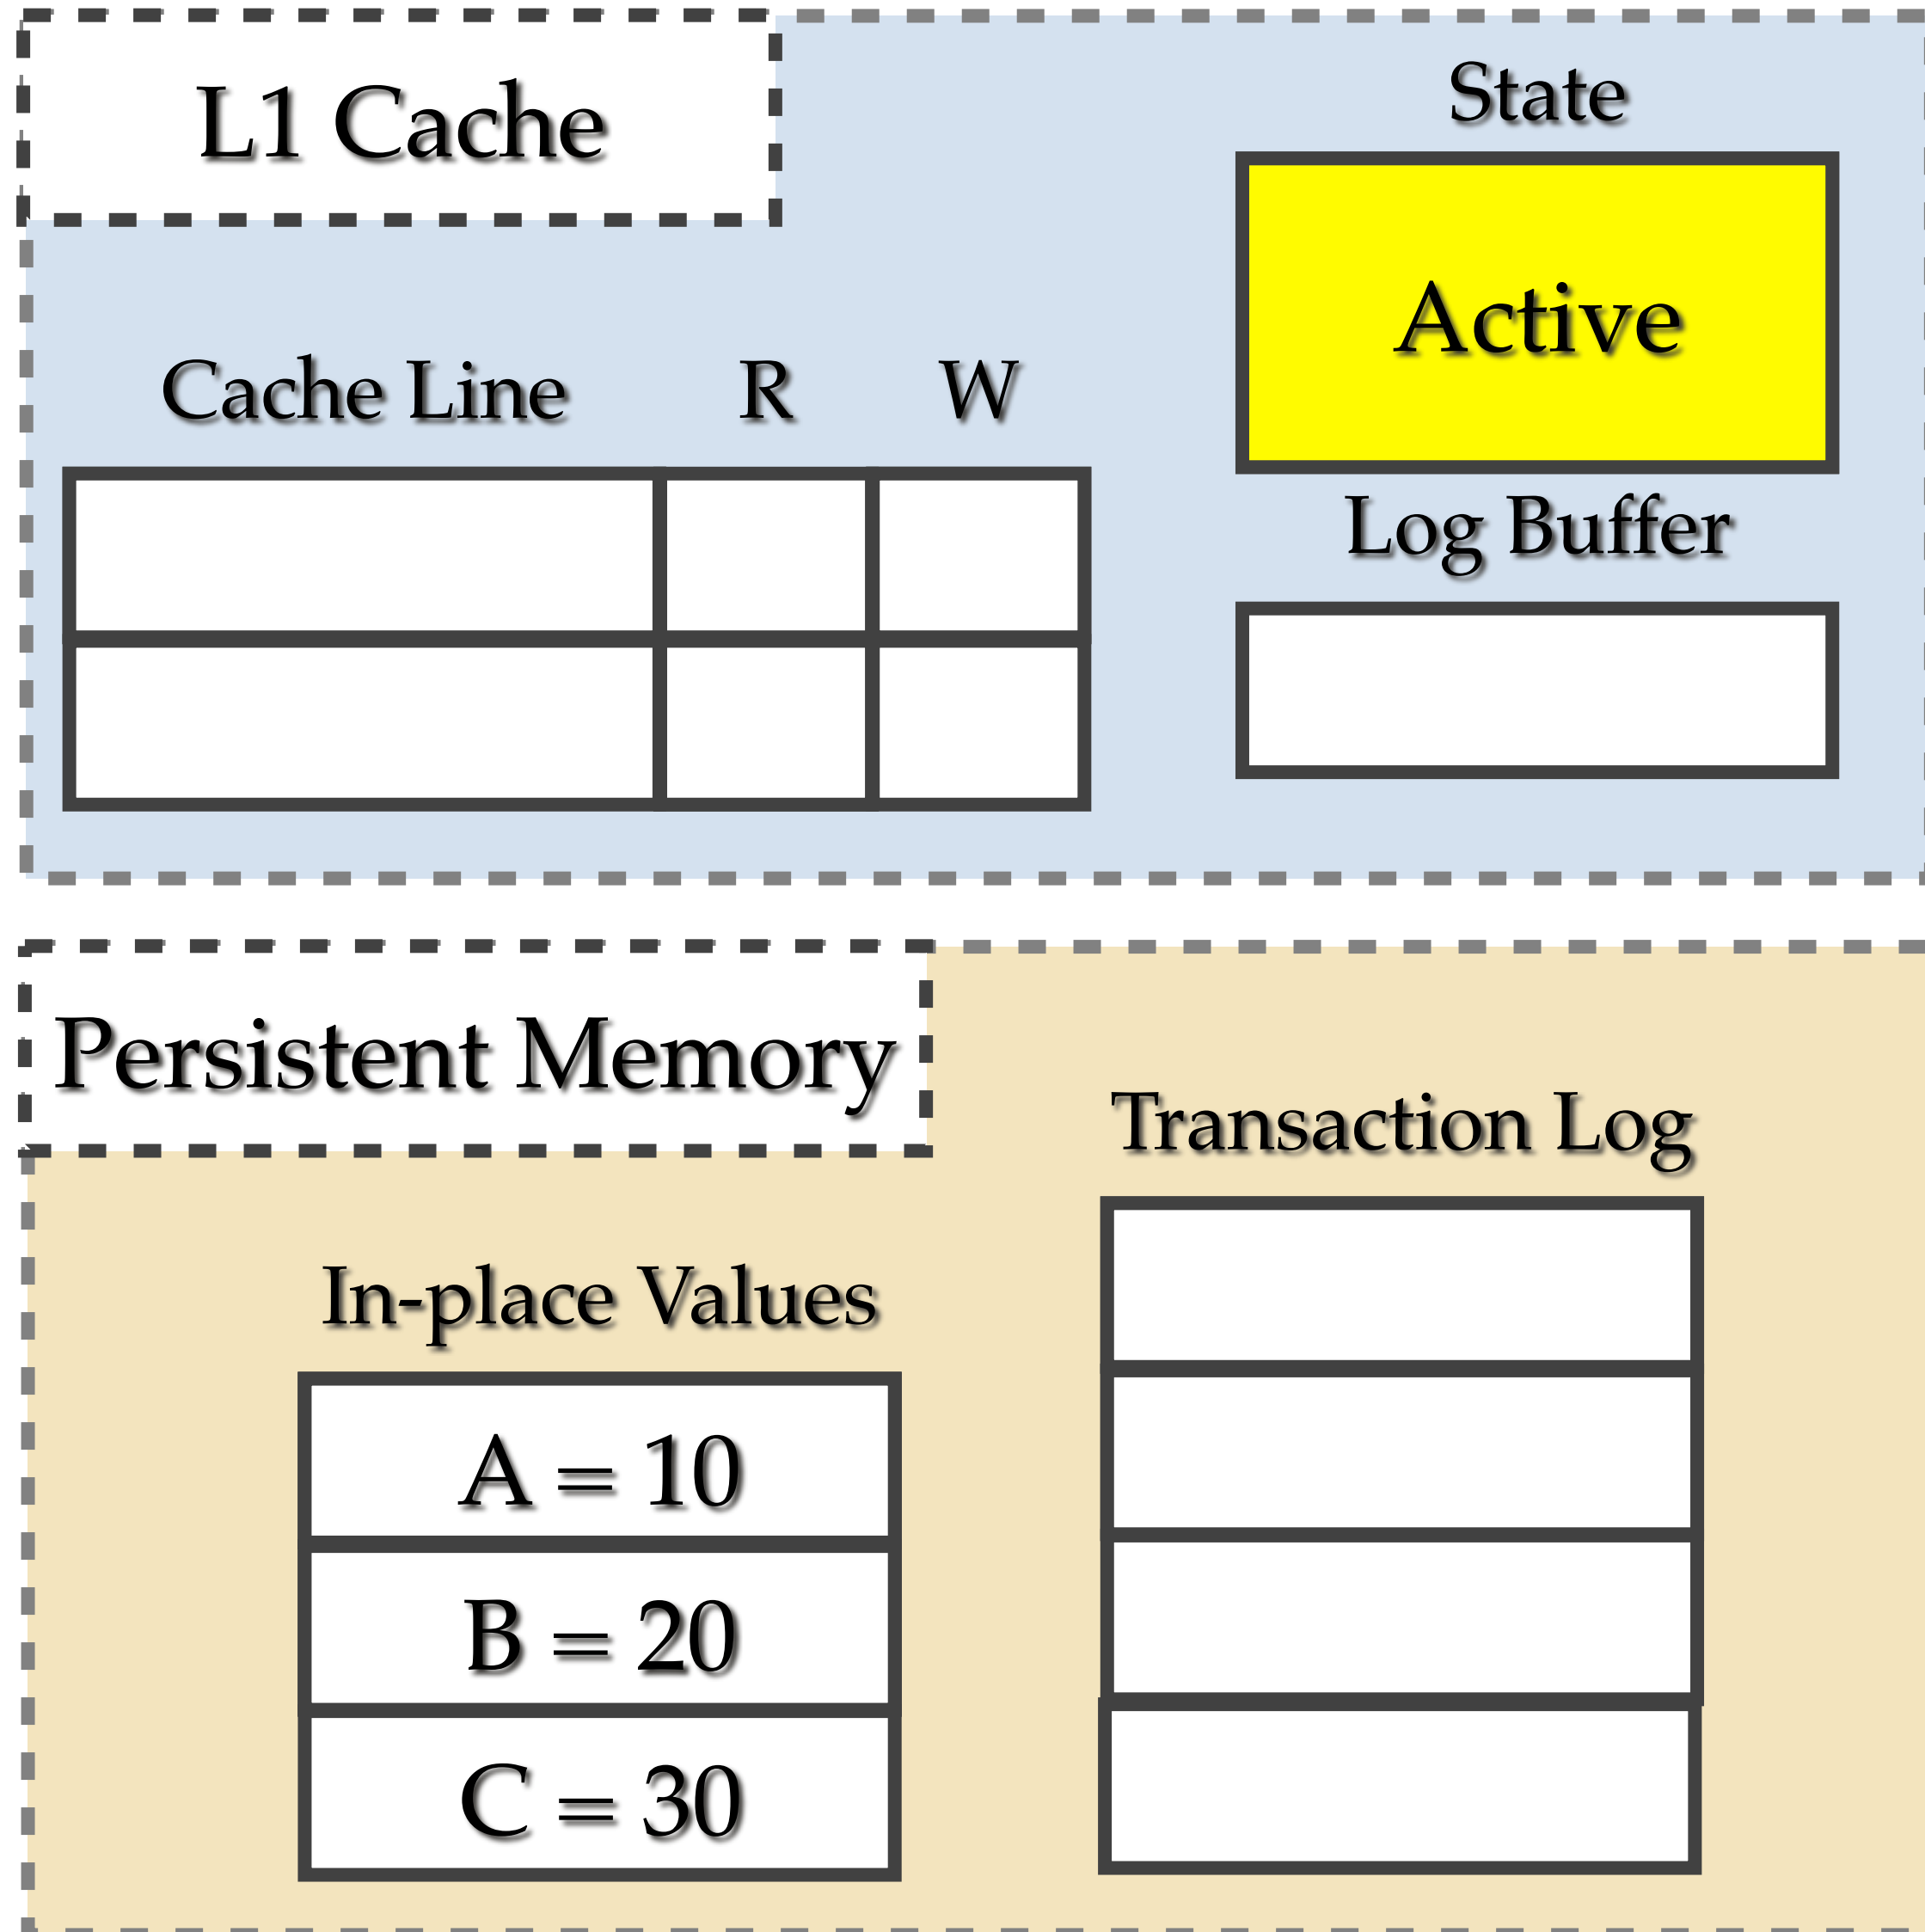 L1 Cache
State
Active
Cache Line R W
Log Buffer
Persistent Memory
Transaction Log
In-place Values
A = 10
B = 20
C = 30